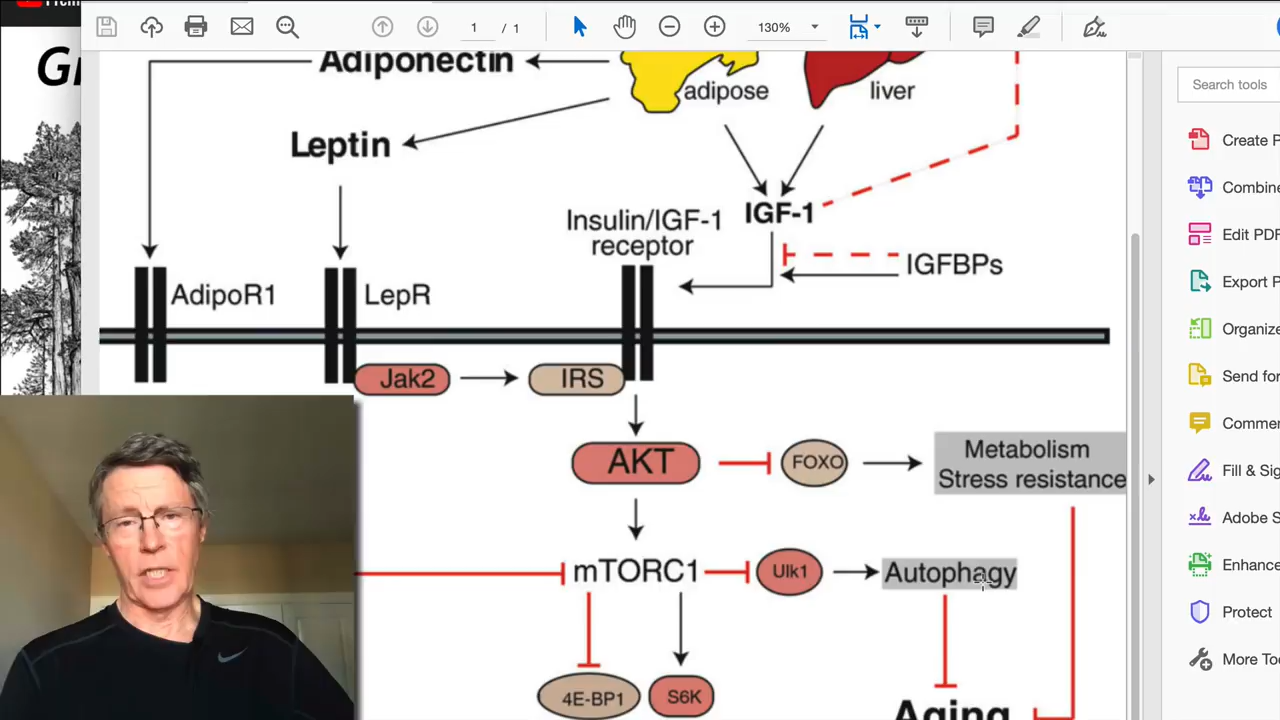 1 / 1
130%
Search tools
Adiponectin
adipose
liver
Leptin
Insulin/IGF-1
receptor
IGF-1
IGFBPs
AdipoR1
LepR
Jak2
IRS
AKT
FOXO
Metabolism
Stress resistance
mTORC1
Ulk1
Autophagy
4E-BP1
S6K
Aging
Create P
Combine
Edit PDF
Export P
Organize
Send for
Comme
Fill & Sig
Adobe S
Enhance
Protect
More Too